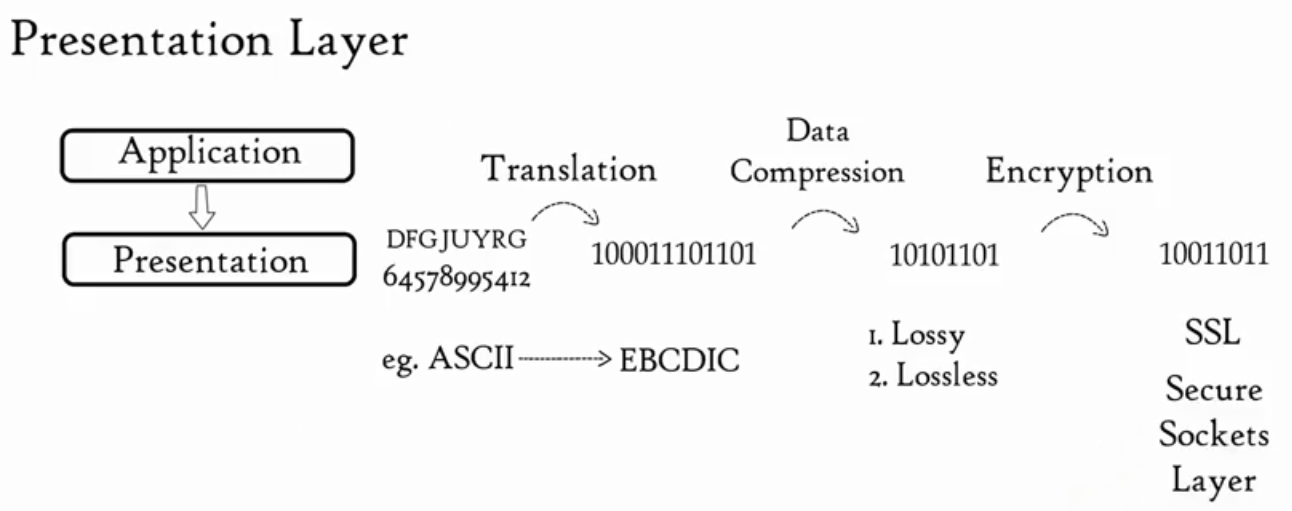 Presentation Layer
Application
Presentation
DFGJUYRG
64578995412
Translation
100011101101
eg. ASCII
EBCDIC
Data
Compression
10101101
1. Lossy
2. Lossless
Encryption
10011011
SSL
Secure
Sockets
Layer